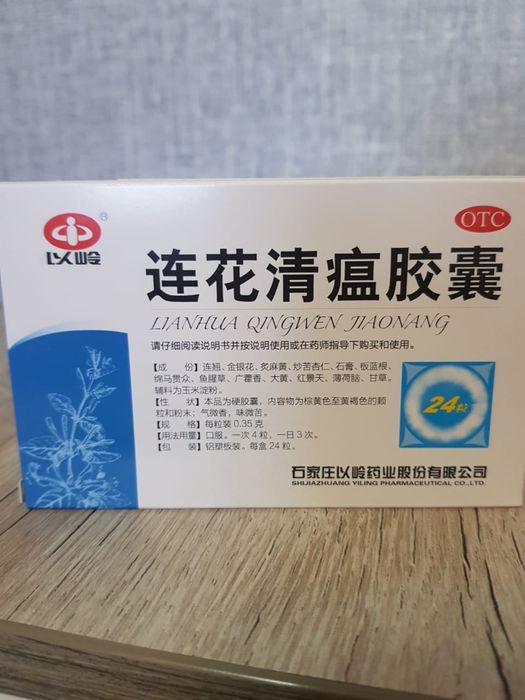 OTC
®
以岭
连花清瘟胶囊
LIANHUA QINGWEN JIAONANG
请仔细阅读说明书并按说明使用或在药师指导下购买和使用。
【成 份】连翘、金银花、炙麻黄、炒苦杏仁、石膏、板蓝根、
绵马贯众、鱼腥草、广藿香、大黄、红景天、薄荷脑、甘草。
辅料为玉米淀粉。
【性 状】本品为硬胶囊，内容物为棕黄色至黄褐色的颗
粒和粉末；气微香，味微苦。
【规 格】每粒装0.35克
【用法用量】口服。一次4粒，一日3次。
【包 装】铝塑板装。每盒24粒。
24粒
石家庄以岭药业股份有限公司
SHIJIAZHUANG YILING PHARMACEUTICAL CO.,LTD.